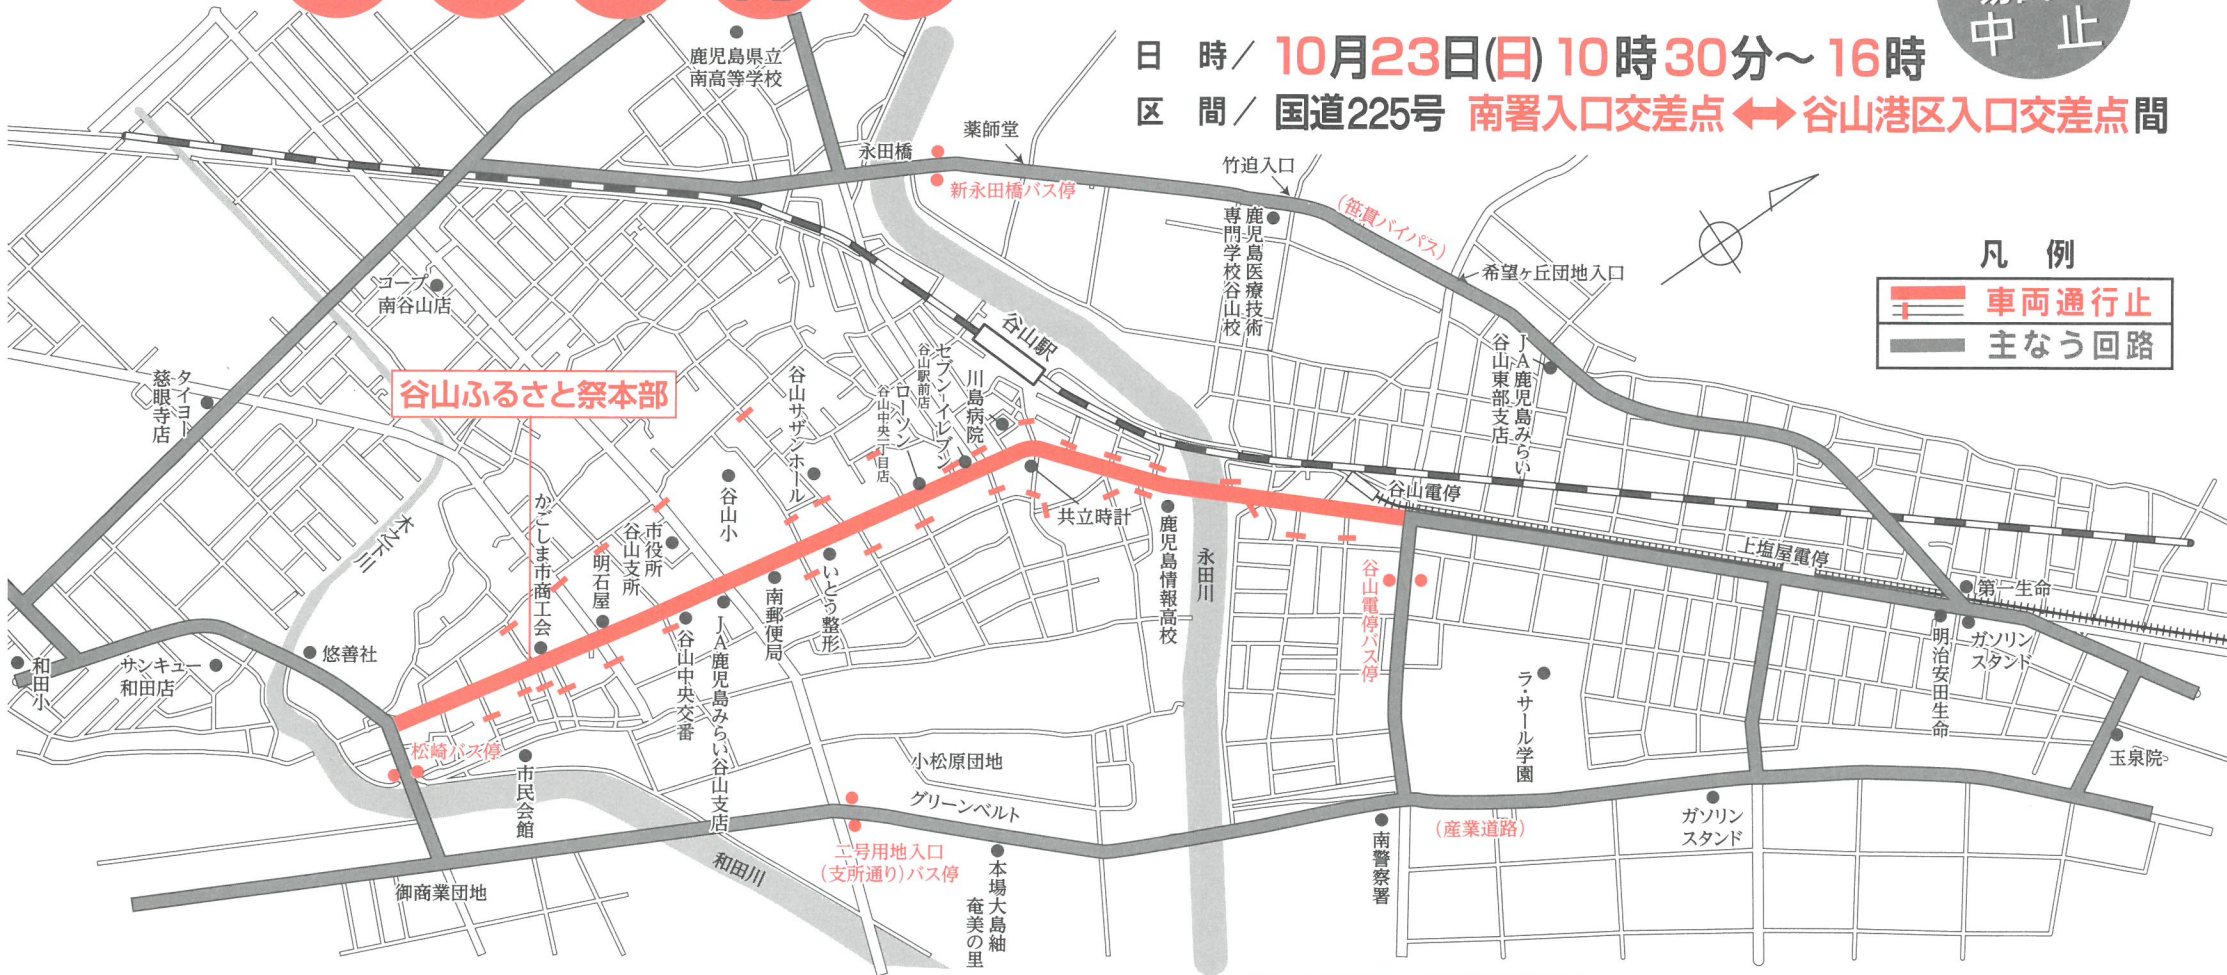 中止
日時／ 10月23日(日)10時30分～16時
区間／ 国道225号 南署入口交差点⟷谷山港区入口交差点間
凡例
車両通行止
主なう回路
鹿児島県立
南高等学校
薬師堂
永田橋
新永田橋バス停
竹迫入口
鹿児島医療技術
専門学校谷山校
(笹貫バイパス)
希望ヶ丘団地入口
コープ
南谷山店
谷山駅
JA鹿児島みらい
谷山東部支店
タイヨー
慈眼寺店
谷山ふるさと祭本部
谷山サザンホール
セブン-イレブン
谷山駅前店
ローソン
谷山中央一丁目店
川島病院
谷山小
市役所
谷山支所
明石屋
かごしま市商工会
木之下川
共立時計
鹿児島情報高校
永田川
谷山電停
上塩屋電停
谷山電停バス停
第一生命
ガソリン
スタンド
明治安田生命
いとう整形
南郵便局
JA鹿児島みらい谷山支店
谷山中央交番
悠善社
サンキュー
和田店
和田小
松崎バス停
市民会館
小松原団地
グリーンベルト
ラ・サール学園
玉泉院
二号用地入口
(支所通り)バス停
和田川
本場大島紬
奄美の里
南警察署
(産業道路)
ガソリン
スタンド
御商業団地